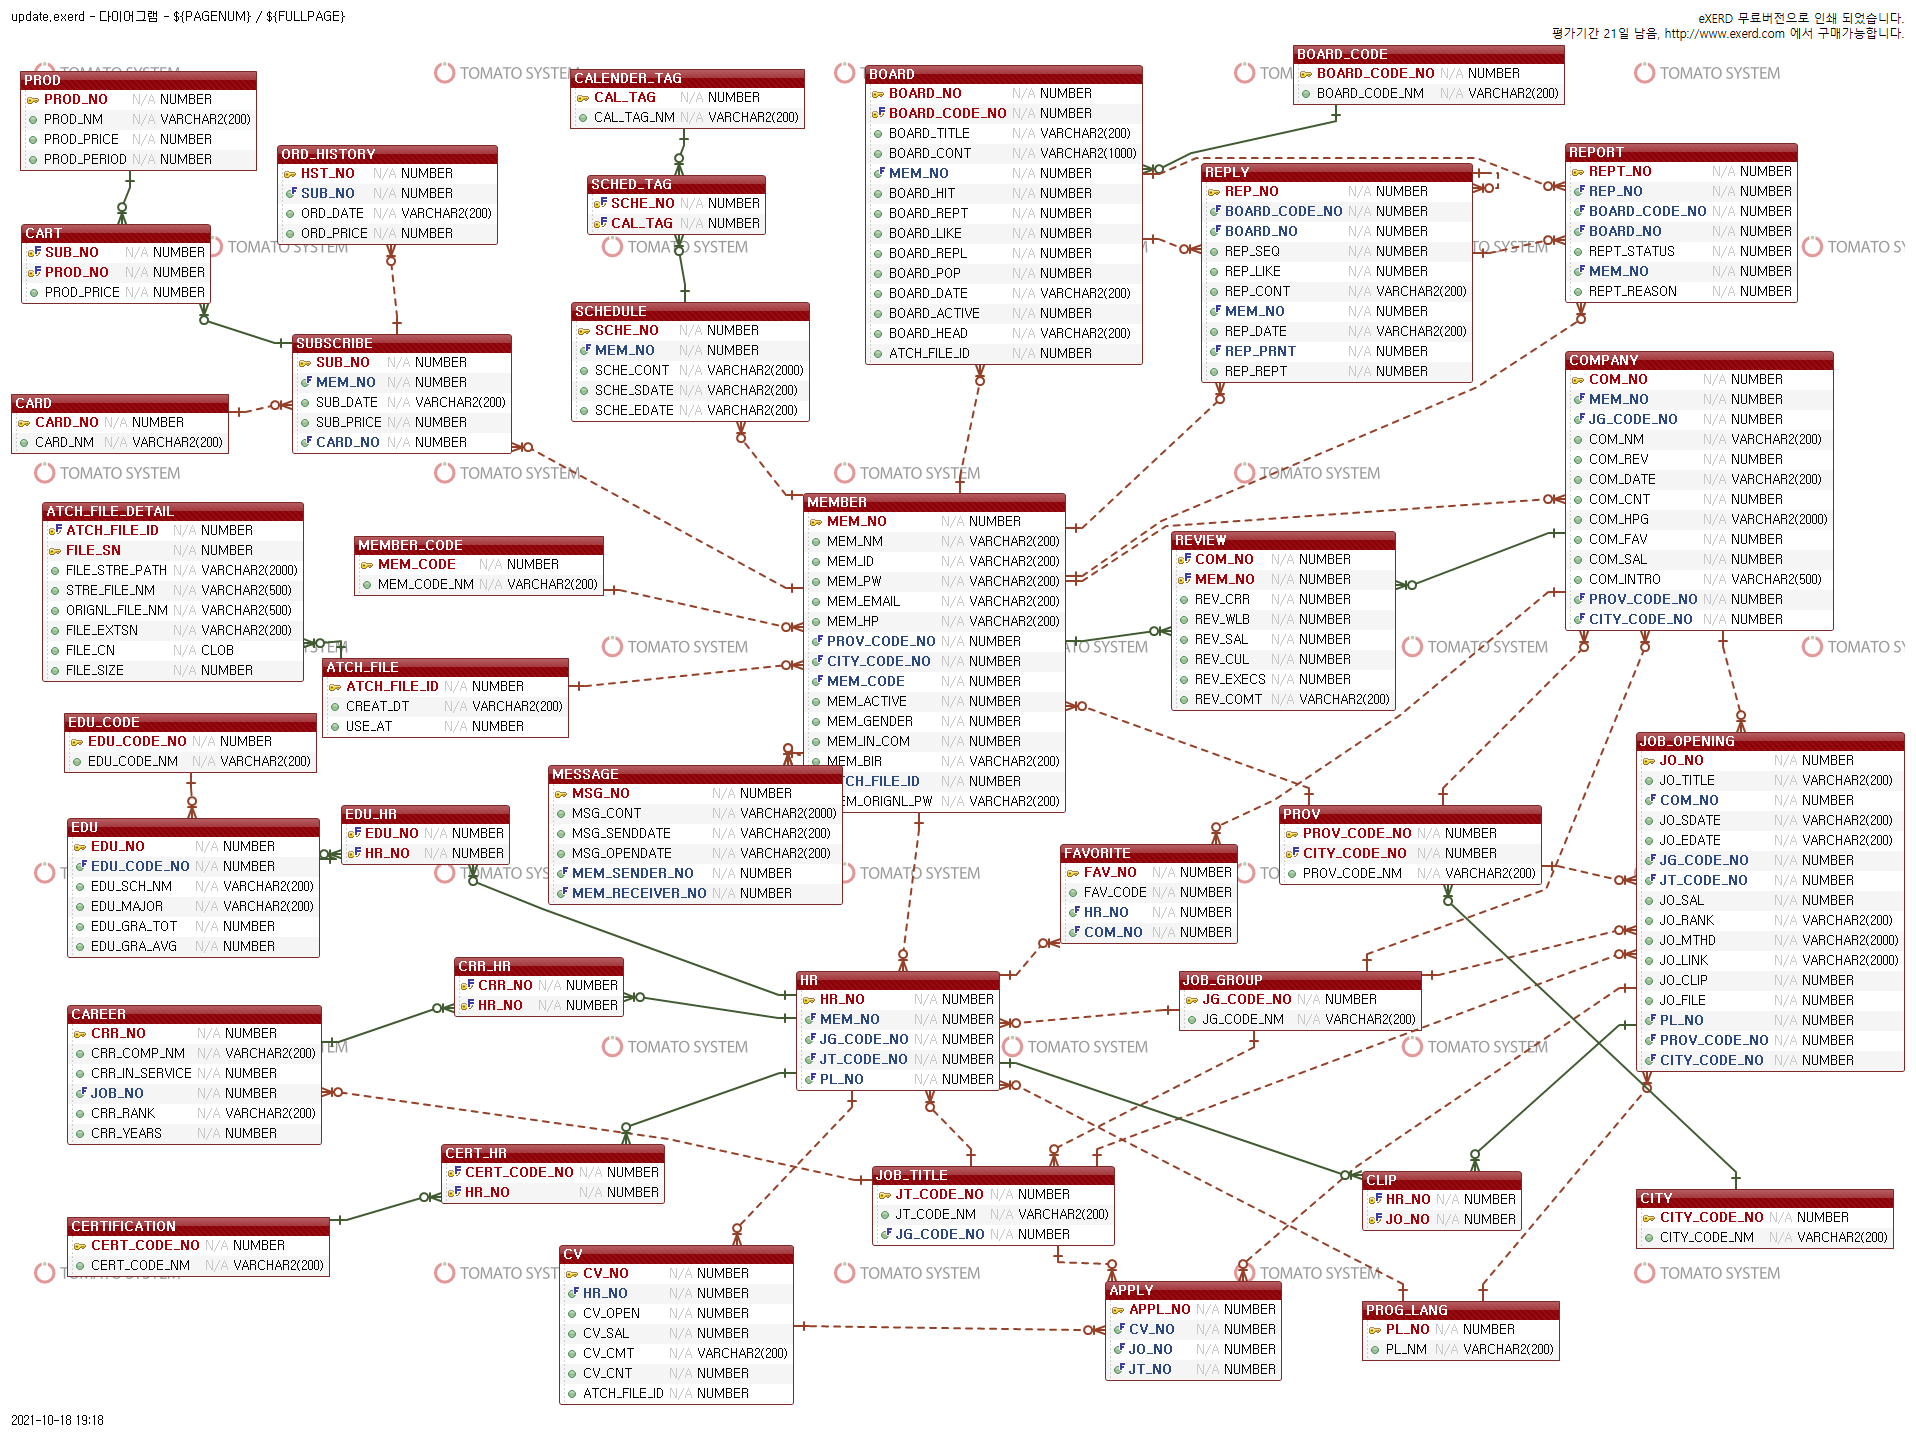 update,exerd - 다이어그램 - ${PAGENUM} / ${FULLPAGE}
eXERD 무료버전으로 인쇄 되었습니다.
평가기간 21일 남음, http://www.exerd.com 에서 구매가능합니다.
TOMATO SYSTEM
PROD
PROD_NO N/A NUMBER
PROD_NM N/A VARCHAR2(200)
PROD_PRICE N/A NUMBER
PROD_PERIOD N/A NUMBER
CALENDER_TAG
CAL_TAG N/A NUMBER
CAL_TAG_NM N/A VARCHAR2(200)
BOARD
BOARD_NO N/A NUMBER
BOARD_CODE_NO N/A NUMBER
BOARD_TITLE N/A VARCHAR2(200)
BOARD_CONT N/A VARCHAR2(1000)
MEM_NO N/A NUMBER
BOARD_HIT N/A NUMBER
BOARD_REPT N/A NUMBER
BOARD_LIKE N/A NUMBER
BOARD_REPL N/A NUMBER
BOARD_POP N/A NUMBER
BOARD_DATE N/A VARCHAR2(200)
BOARD_ACTIVE N/A NUMBER
BOARD_HEAD N/A VARCHAR2(200)
ATCH_FILE_ID N/A NUMBER
BOARD_CODE
BOARD_CODE_NO N/A NUMBER
BOARD_CODE_NM N/A VARCHAR2(200)
ORD_HISTORY
HST_NO N/A NUMBER
SUB_NO N/A NUMBER
ORD_DATE N/A VARCHAR2(200)
ORD_PRICE N/A NUMBER
SCHED_TAG
SCHE_NO N/A NUMBER
CAL_TAG N/A NUMBER
REPLY
REP_NO N/A NUMBER
BOARD_CODE_NO N/A NUMBER
BOARD_NO N/A NUMBER
REP_SEQ N/A NUMBER
REP_LIKE N/A NUMBER
REP_CONT N/A VARCHAR2(200)
MEM_NO N/A NUMBER
REP_DATE N/A VARCHAR2(200)
REP_PRNT N/A NUMBER
REP_REPT N/A NUMBER
REPORT
REPT_NO N/A NUMBER
REP_NO N/A NUMBER
BOARD_CODE_NO N/A NUMBER
BOARD_NO N/A NUMBER
REPT_STATUS N/A NUMBER
MEM_NO N/A NUMBER
REPT_REASON N/A NUMBER
CART
SUB_NO N/A NUMBER
PROD_NO N/A NUMBER
PROD_PRICE N/A NUMBER
SCHEDULE
SCHE_NO N/A NUMBER
MEM_NO N/A NUMBER
SCHE_CONT N/A VARCHAR2(2000)
SCHE_SDATE N/A VARCHAR2(200)
SCHE_EDATE N/A VARCHAR2(200)
SUBSCRIBE
SUB_NO N/A NUMBER
MEM_NO N/A NUMBER
SUB_DATE N/A VARCHAR2(200)
SUB_PRICE N/A NUMBER
CARD_NO N/A NUMBER
CARD
CARD_NO N/A NUMBER
CARD_NM N/A VARCHAR2(200)
COMPANY
COM_NO N/A NUMBER
MEM_NO N/A NUMBER
JG_CODE_NO N/A NUMBER
COM_NM N/A VARCHAR2(200)
COM_REV N/A NUMBER
COM_DATE N/A VARCHAR2(200)
COM_CNT N/A NUMBER
COM_HPG N/A VARCHAR2(2000)
COM_FAV N/A NUMBER
COM_SAL N/A NUMBER
COM_INTRO N/A VARCHAR2(500)
PROV_CODE_NO N/A NUMBER
CITY_CODE_NO N/A NUMBER
ATCH_FILE_DETAIL
ATCH_FILE_ID N/A NUMBER
FILE_SN N/A NUMBER
FILE_STRE_PATH N/A VARCHAR2(2000)
STRE_FILE_NM N/A VARCHAR2(500)
ORIGNL_FILE_NM N/A VARCHAR2(500)
FILE_EXTSN N/A VARCHAR2(200)
FILE_CN N/A CLOB
FILE_SIZE N/A NUMBER
MEMBER_CODE
MEM_CODE N/A NUMBER
MEM_CODE_NM N/A VARCHAR2(200)
MEMBER
MEM_NO N/A NUMBER
MEM_NM N/A VARCHAR2(200)
MEM_ID N/A VARCHAR2(200)
MEM_PW N/A VARCHAR2(200)
MEM_EMAIL N/A VARCHAR2(200)
MEM_HP N/A VARCHAR2(200)
PROV_CODE_NO N/A NUMBER
CITY_CODE_NO N/A NUMBER
MEM_CODE N/A NUMBER
MEM_ACTIVE N/A NUMBER
MEM_GENDER N/A NUMBER
MEM_IN_COM N/A NUMBER
MEM_BIR N/A VARCHAR2(200)
TCH_FILE_ID N/A NUMBER
EM_ORIGNL_PW N/A VARCHAR2(200)
REVIEW
COM_NO N/A NUMBER
MEM_NO N/A NUMBER
REV_CRR N/A NUMBER
REV_WLB N/A NUMBER
REV_SAL N/A NUMBER
REV_CUL N/A NUMBER
REV_EXECS N/A NUMBER
REV_COMT N/A VARCHAR2(200)
ATCH_FILE
ATCH_FILE_ID N/A NUMBER
CREAT_DT N/A VARCHAR2(200)
USE_AT N/A NUMBER
EDU_CODE
EDU_CODE_NO N/A NUMBER
EDU_CODE_NM N/A VARCHAR2(200)
MESSAGE
MSG_NO N/A NUMBER
MSG_CONT N/A VARCHAR2(2000)
MSG_SENDDATE N/A VARCHAR2(200)
MSG_OPENDATE N/A VARCHAR2(200)
MEM_SENDER_NO N/A NUMBER
MEM_RECEIVER_NO N/A NUMBER
JOB_OPENING
JO_NO N/A NUMBER
JO_TITLE N/A VARCHAR2(200)
COM_NO N/A NUMBER
JO_SDATE N/A VARCHAR2(200)
JO_EDATE N/A VARCHAR2(200)
JG_CODE_NO N/A NUMBER
JT_CODE_NO N/A NUMBER
JO_SAL N/A NUMBER
JO_RANK N/A VARCHAR2(200)
JO_MTHD N/A VARCHAR2(2000)
JO_LINK N/A VARCHAR2(2000)
JO_CLIP N/A NUMBER
JO_FILE N/A NUMBER
PL_NO N/A NUMBER
PROV_CODE_NO N/A NUMBER
CITY_CODE_NO N/A NUMBER
EDU
EDU_NO N/A NUMBER
EDU_CODE_NO N/A NUMBER
EDU_SCH_NM N/A VARCHAR2(200)
EDU_MAJOR N/A VARCHAR2(200)
EDU_GRA_TOT N/A NUMBER
EDU_GRA_AVG N/A NUMBER
EDU_HR
EDU_NO N/A NUMBER
HR_NO N/A NUMBER
PROV
PROV_CODE_NO N/A NUMBER
CITY_CODE_NO N/A NUMBER
PROV_CODE_NM N/A VARCHAR2(200)
FAVORITE
FAV_NO N/A NUMBER
FAV_CODE N/A NUMBER
HR_NO N/A NUMBER
COM_NO N/A NUMBER
CRR_HR
CRR_NO N/A NUMBER
HR_NO N/A NUMBER
HR
HR_NO N/A NUMBER
MEM_NO N/A NUMBER
JG_CODE_NO N/A NUMBER
JT_CODE_NO N/A NUMBER
PL_NO N/A NUMBER
JOB_GROUP
JG_CODE_NO N/A NUMBER
JG_CODE_NM N/A VARCHAR2(200)
CAREER
CRR_NO N/A NUMBER
CRR_COMP_NM N/A VARCHAR2(200)
CRR_IN_SERVICE N/A NUMBER
JOB_NO N/A NUMBER
CRR_RANK N/A VARCHAR2(200)
CRR_YEARS N/A NUMBER
CERT_HR
CERT_CODE_NO N/A NUMBER
HR_NO N/A NUMBER
JOB_TITLE
JT_CODE_NO N/A NUMBER
JT_CODE_NM N/A VARCHAR2(200)
JG_CODE_NO N/A NUMBER
CLIP
HR_NO N/A NUMBER
JO_NO N/A NUMBER
CITY
CITY_CODE_NO N/A NUMBER
CITY_CODE_NM N/A VARCHAR2(200)
CERTIFICATION
CERT_CODE_NO N/A NUMBER
CERT_CODE_NM N/A VARCHAR2(200)
CV
CV_NO N/A NUMBER
HR_NO N/A NUMBER
CV_OPEN N/A NUMBER
CV_SAL N/A NUMBER
CV_CMT N/A VARCHAR2(200)
CV_CNT N/A NUMBER
ATCH_FILE_ID N/A NUMBER
APPLY
APPL_NO N/A NUMBER
CV_NO N/A NUMBER
JO_NO N/A NUMBER
JT_NO N/A NUMBER
PROG_LANG
PL_NO N/A NUMBER
PL_NM N/A VARCHAR2(200)
2021-10-18 19:18